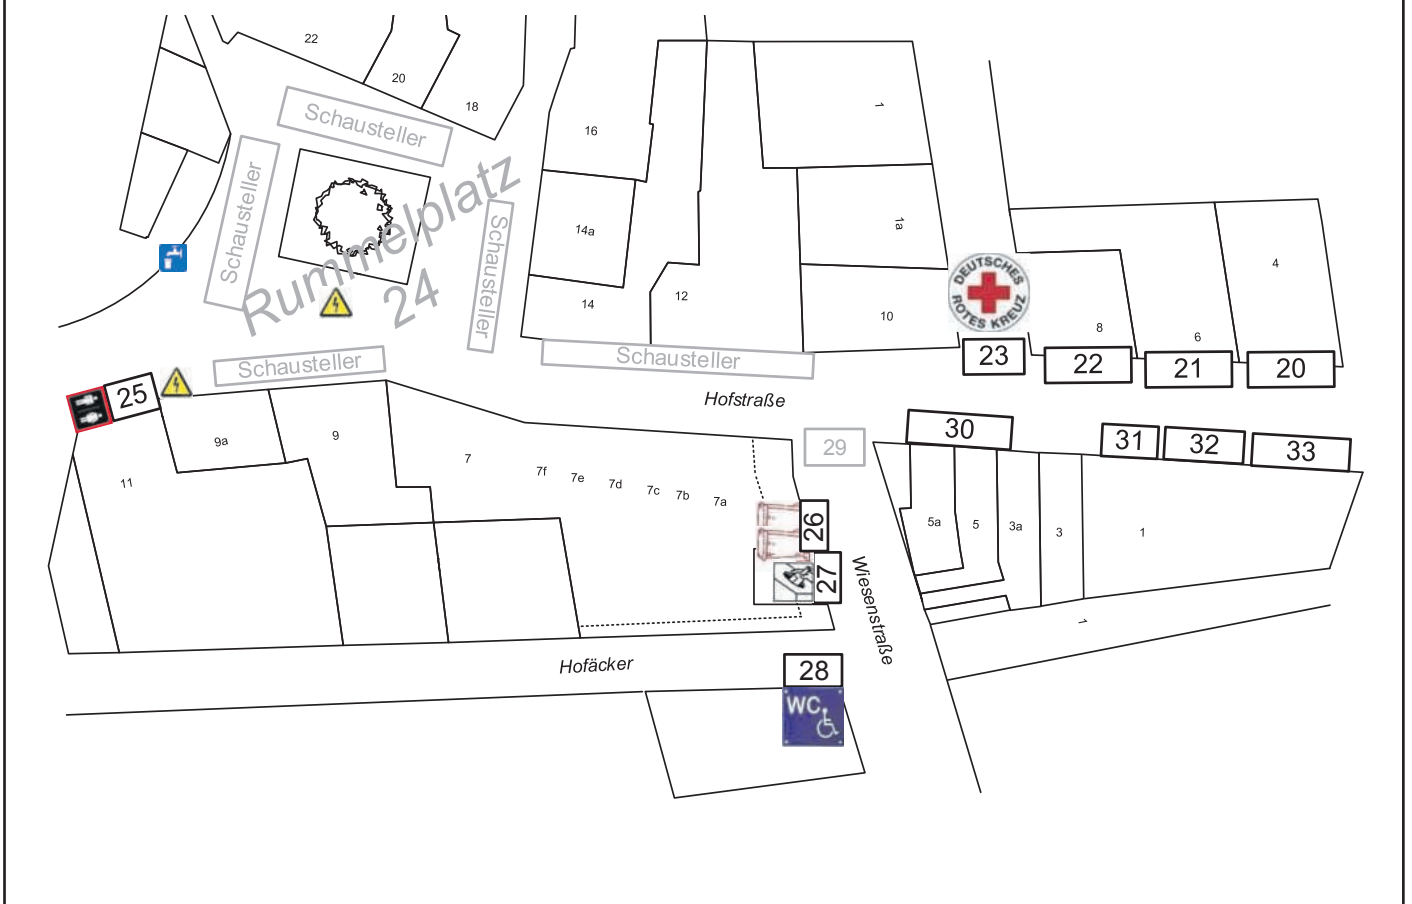 22
20
18
Schausteller
16
1
Schausteller
Rummelplatz
24
Schausteller
14a
1a
14
12
10
DEUTSCHES
ROTES KREUZ
4
8
6
Schausteller
Schausteller
23
22
21
20
25
Hofstraße
9a
9
7
7f
7e
7d
7c
7b
7a
11
29
30
31
32
33
26
27
5a
5
3a
3
1
Wiesenstraße
1
Hofäcker
28
WC